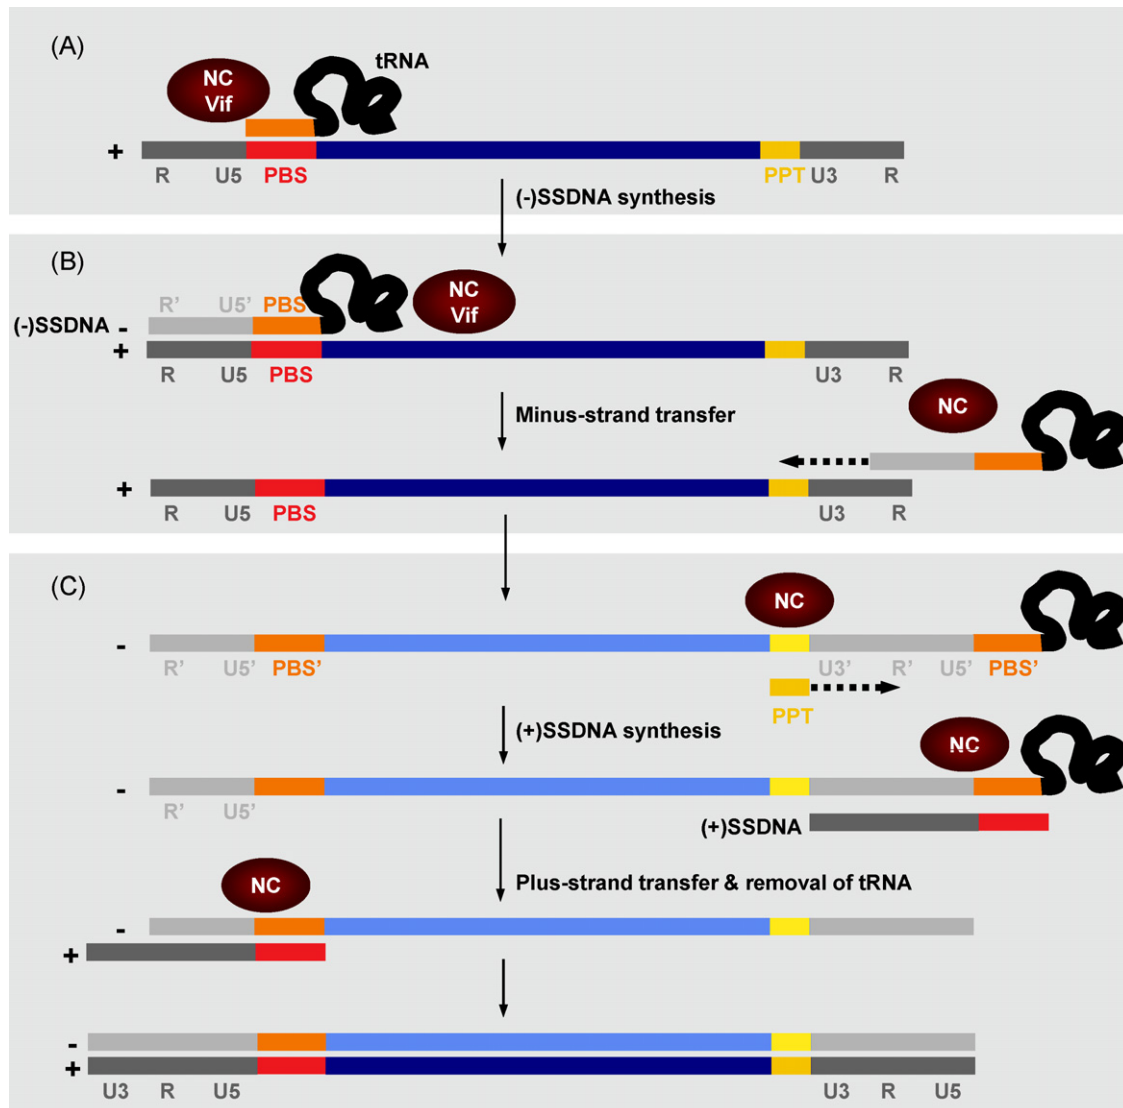 (A)
NC
Vif
tRNA
+
R U5 PBS PPT U3 R
(-)SSDNA synthesis
(B)
R’ U5’ PBS
NC
Vif
(-)SSDNA -
+
R U5 PBS U3 R
Minus-strand transfer
NC
+
R U5 PBS U3 R
(C)
NC
-
R’ U5’ PBS’ U3’ R’ U5’ PBS’
PPT
(+)SSDNA synthesis
NC
-
R’ U5’
(+)SSDNA
Plus-strand transfer & removal of tRNA
NC
-
+
-
+
U3 R U5 U3 R U5